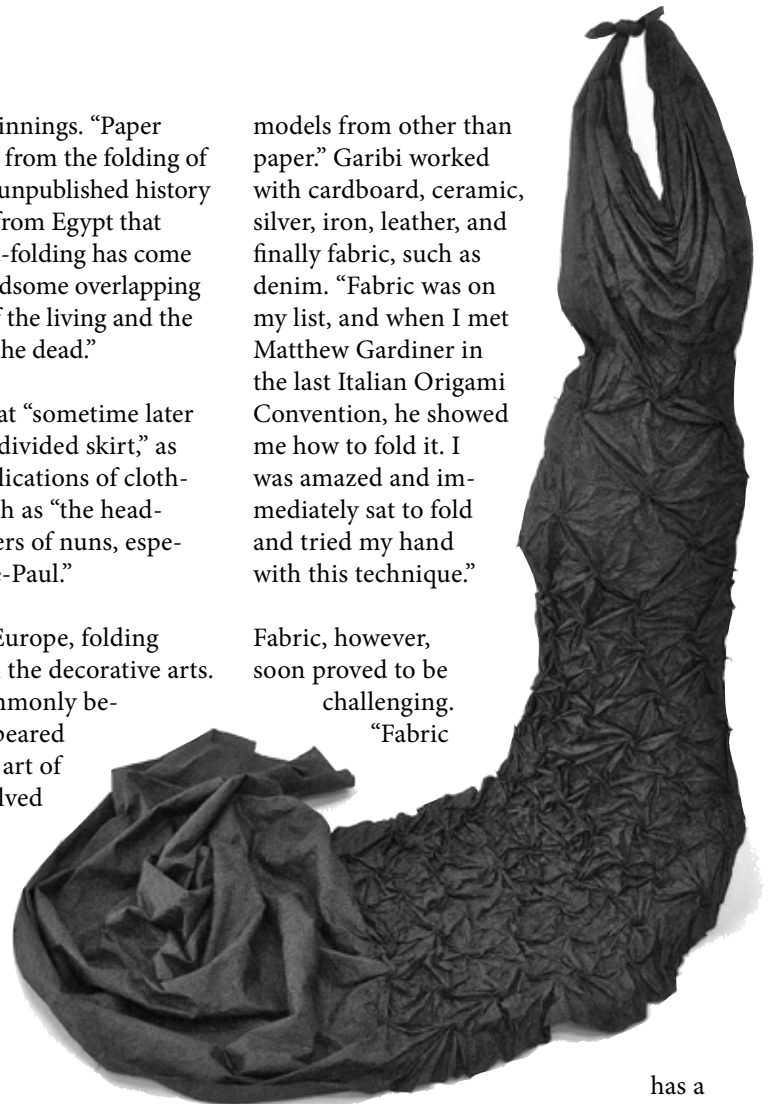 innings. “Paper
from the folding of
unpublished history
from Egypt that
-folding has come
dsome overlapping
f the living and the
he dead.”
at “sometime later
divided skirt,” as
lications of cloth-
h as “the head-
ers of nuns, espe-
-Paul.”
Europe, folding
the decorative arts.
mmonly be-
peared
art of
lved
models from other than
paper.” Garibi worked
with cardboard, ceramic,
silver, iron, leather, and
finally fabric, such as
denim. “Fabric was on
my list, and when I met
Matthew Gardiner in
the last Italian Origami
Convention, he showed
me how to fold it. I
was amazed and im-
mediately sat to fold
and tried my hand
with this technique.”
Fabric, however,
soon proved to be
challenging.
“Fabric
has a